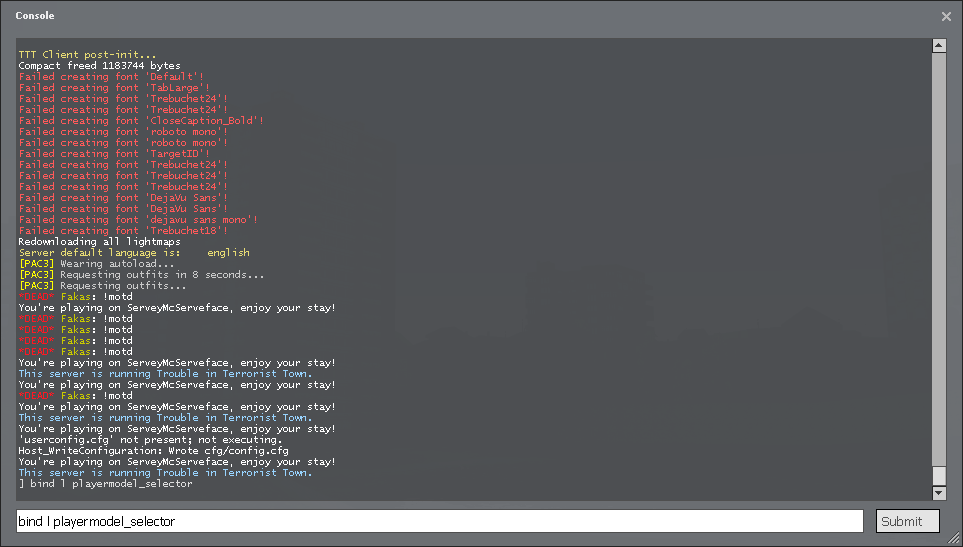 Console
TTT Client post-init...
Compact freed 1183744 bytes
Failed creating font 'Default'!
Failed creating font 'TabLarge'!
Failed creating font 'Trebuchet24'!
Failed creating font 'Trebuchet24'!
Failed creating font 'CloseCaption_Bold'!
Failed creating font 'roboto mono'!
Failed creating font 'roboto mono'!
Failed creating font 'TargetID'!
Failed creating font 'Trebuchet24'!
Failed creating font 'Trebuchet24'!
Failed creating font 'Trebuchet24'!
Failed creating font 'DejaVu Sans'!
Failed creating font 'DejaVu Sans'!
Failed creating font 'dejavu sans mono'!
Failed creating font 'Trebuchet18'!
Redownloading all lightmaps
Server default language is: english
[PAC3] Wearing autoload...
[PAC3] Requesting outfits in 8 seconds...
[PAC3] Requesting outfits...
*DEAD* Fakas: !motd
You're playing on ServeyMcServeface, enjoy your stay!
*DEAD* Fakas: !motd
*DEAD* Fakas: !motd
*DEAD* Fakas: !motd
*DEAD* Fakas: !motd
You're playing on ServeyMcServeface, enjoy your stay!
This server is running Trouble in Terrorist Town.
You're playing on ServeyMcServeface, enjoy your stay!
*DEAD* Fakas: !motd
You're playing on ServeyMcServeface, enjoy your stay!
This server is running Trouble in Terrorist Town.
You're playing on ServeyMcServeface, enjoy your stay!
'userconfig.cfg' not present; not executing.
Host_WriteConfiguration: Wrote cfg/config.cfg
You're playing on ServeyMcServeface, enjoy your stay!
This server is running Trouble in Terrorist Town.
] bind l playermodel_selector
bind l playermodel_selector
Submit